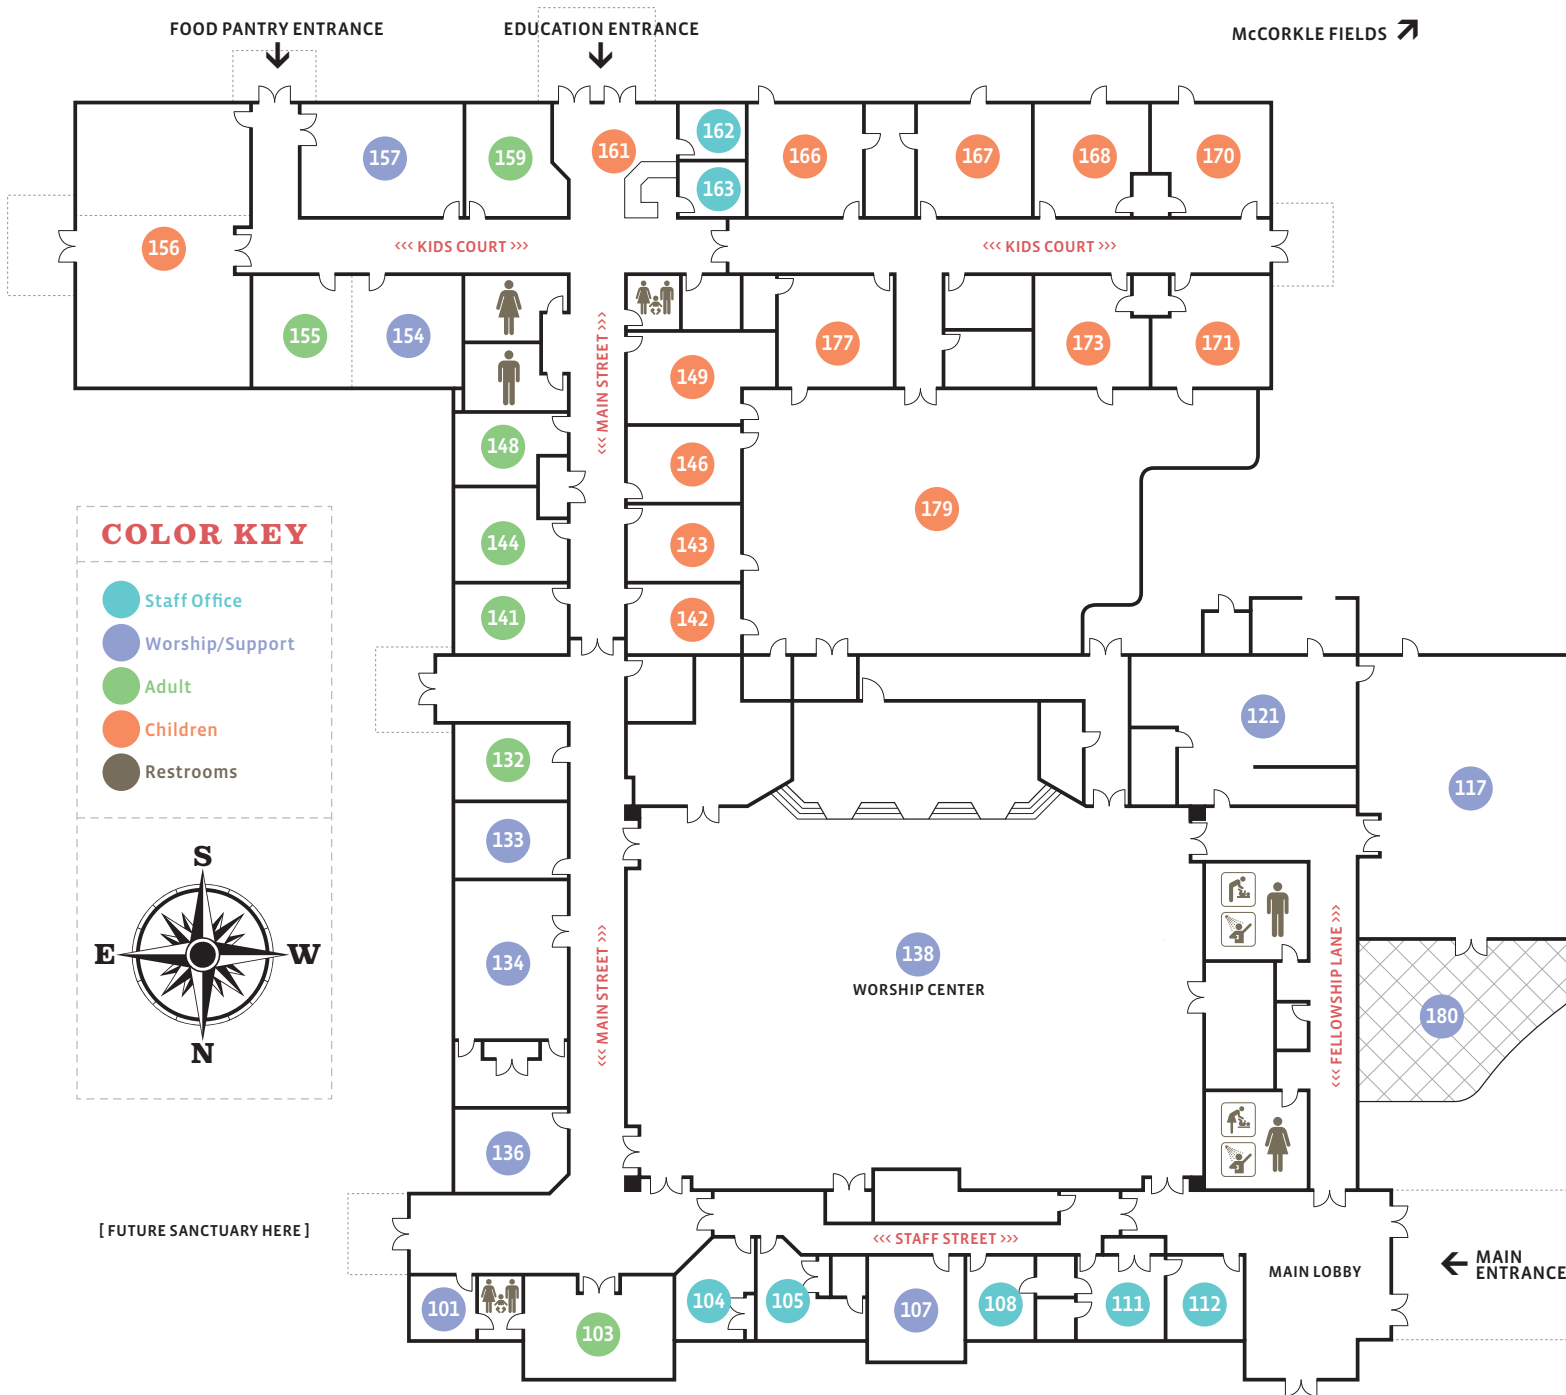 FOOD PANTRY ENTRANCE
EDUCATION ENTRANCE
McCORKLE FIELDS
162
161
157
159
166
167
168
170
163
156
<<< KIDS COURT >>>
<<< KIDS COURT >>>
155
154
177
173
171
<<< MAIN STREET >>>
149
148
146
179
144
143
141
142
COLOR KEY
Staff Office
Worship/Support
Adult
Children
Restrooms
S
E
W
N
132
121
117
133
134
138
WORSHIP CENTER
<<< MAIN STREET >>>
<<< FELLOWSHIP LANE >>>
180
136
[ FUTURE SANCTUARY HERE ]
<<< STAFF STREET >>>
MAIN LOBBY
MAIN
ENTRANCE
101
103
104
105
107
108
111
112